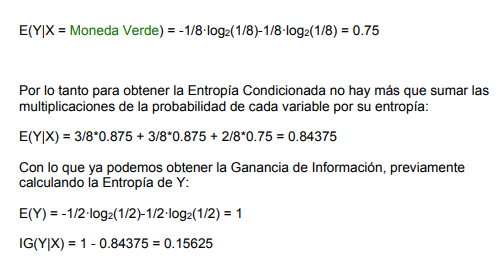 E(Y|X = Moneda Verde) = -1/8·log₂(1/8)-1/8·log₂(1/8) = 0.75
Por lo tanto para obtener la Entropía Condicionada no hay más que sumar las
multiplicaciones de la probabilidad de cada variable por su entropía:
E(Y|X) = 3/8*0.875 + 3/8*0.875 + 2/8*0.75 = 0.84375
Con lo que ya podemos obtener la Ganancia de Información, previamente
calculando la Entropía de Y:
E(Y) = -1/2·log₂(1/2)-1/2·log₂(1/2) = 1
IG(Y|X) = 1 - 0.84375 = 0.15625